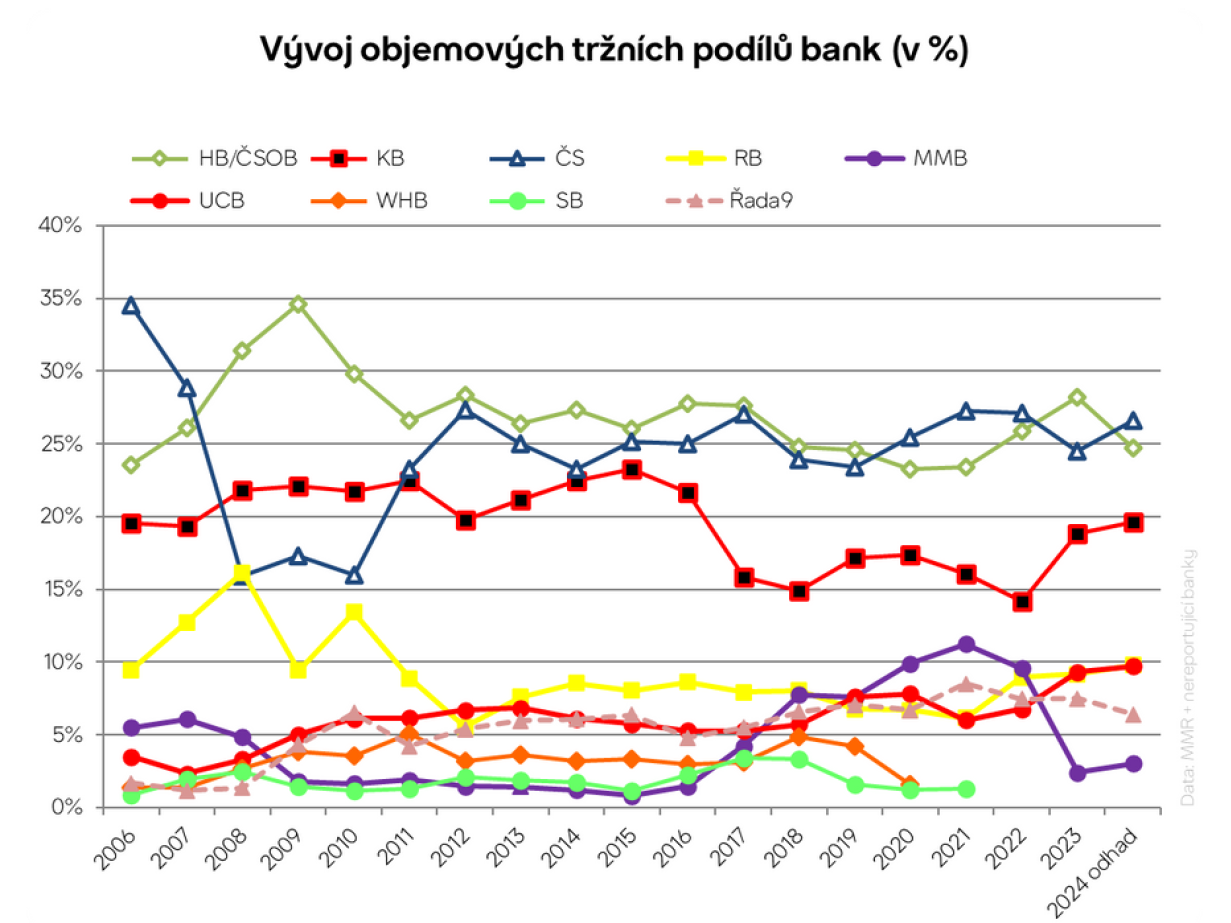 Vývoj objemových tržních podílů bank (v %)
HB/ČSOB KB ČS RB MMB
UCB WHB SB Řada9
40%
35%
30%
25%
20%
15%
10%
5%
0%
2006 2007 2008 2009 2010 2011 2012 2013 2014 2015 2016 2017 2018 2019 2020 2021 2022 2023 2024 odhad
Data: MMR + nereportující banky